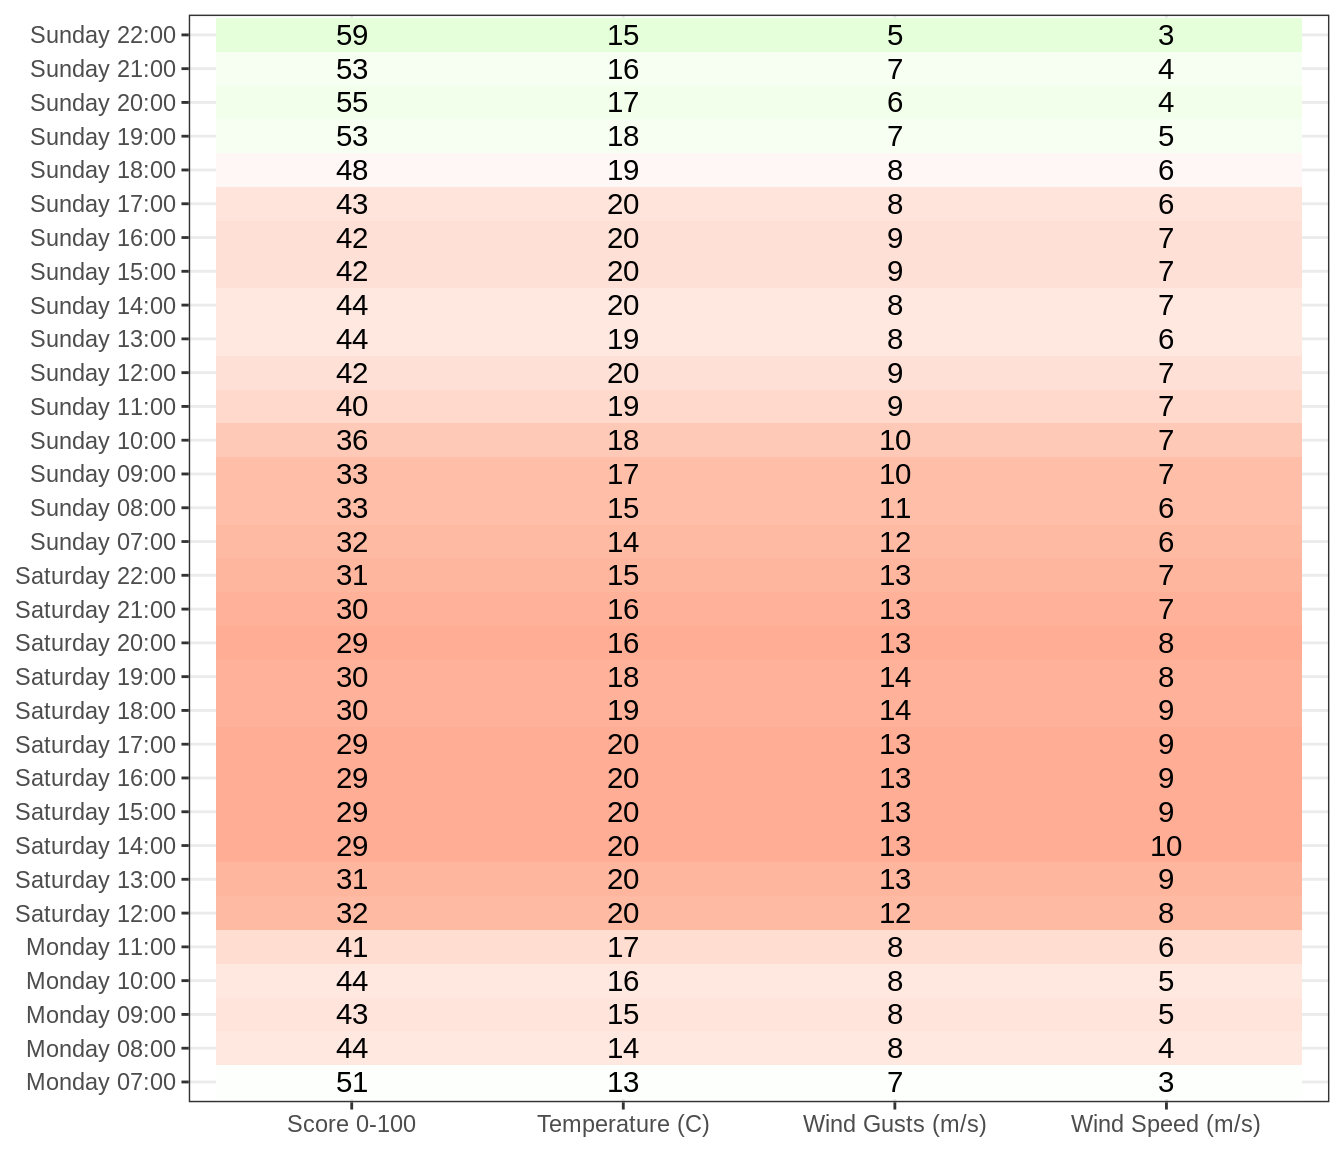 Sunday 22:00 59 15 5 3
Sunday 21:00 53 16 7 4
Sunday 20:00 55 17 6 4
Sunday 19:00 53 18 7 5
Sunday 18:00 48 19 8 6
Sunday 17:00 43 20 8 6
Sunday 16:00 42 20 9 7
Sunday 15:00 42 20 9 7
Sunday 14:00 44 20 8 7
Sunday 13:00 44 19 8 6
Sunday 12:00 42 20 9 7
Sunday 11:00 40 19 9 7
Sunday 10:00 36 18 10 7
Sunday 09:00 33 17 10 7
Sunday 08:00 33 15 11 6
Sunday 07:00 32 14 12 6
Saturday 22:00 31 15 13 7
Saturday 21:00 30 16 13 7
Saturday 20:00 29 16 13 8
Saturday 19:00 30 18 14 8
Saturday 18:00 30 19 14 9
Saturday 17:00 29 20 13 9
Saturday 16:00 29 20 13 9
Saturday 15:00 29 20 13 9
Saturday 14:00 29 20 13 10
Saturday 13:00 31 20 13 9
Saturday 12:00 32 20 12 8
Monday 11:00 41 17 8 6
Monday 10:00 44 16 8 5
Monday 09:00 43 15 8 5
Monday 08:00 44 14 8 4
Monday 07:00 51 13 7 3
Score 0-100 Temperature (C) Wind Gusts (m/s) Wind Speed (m/s)